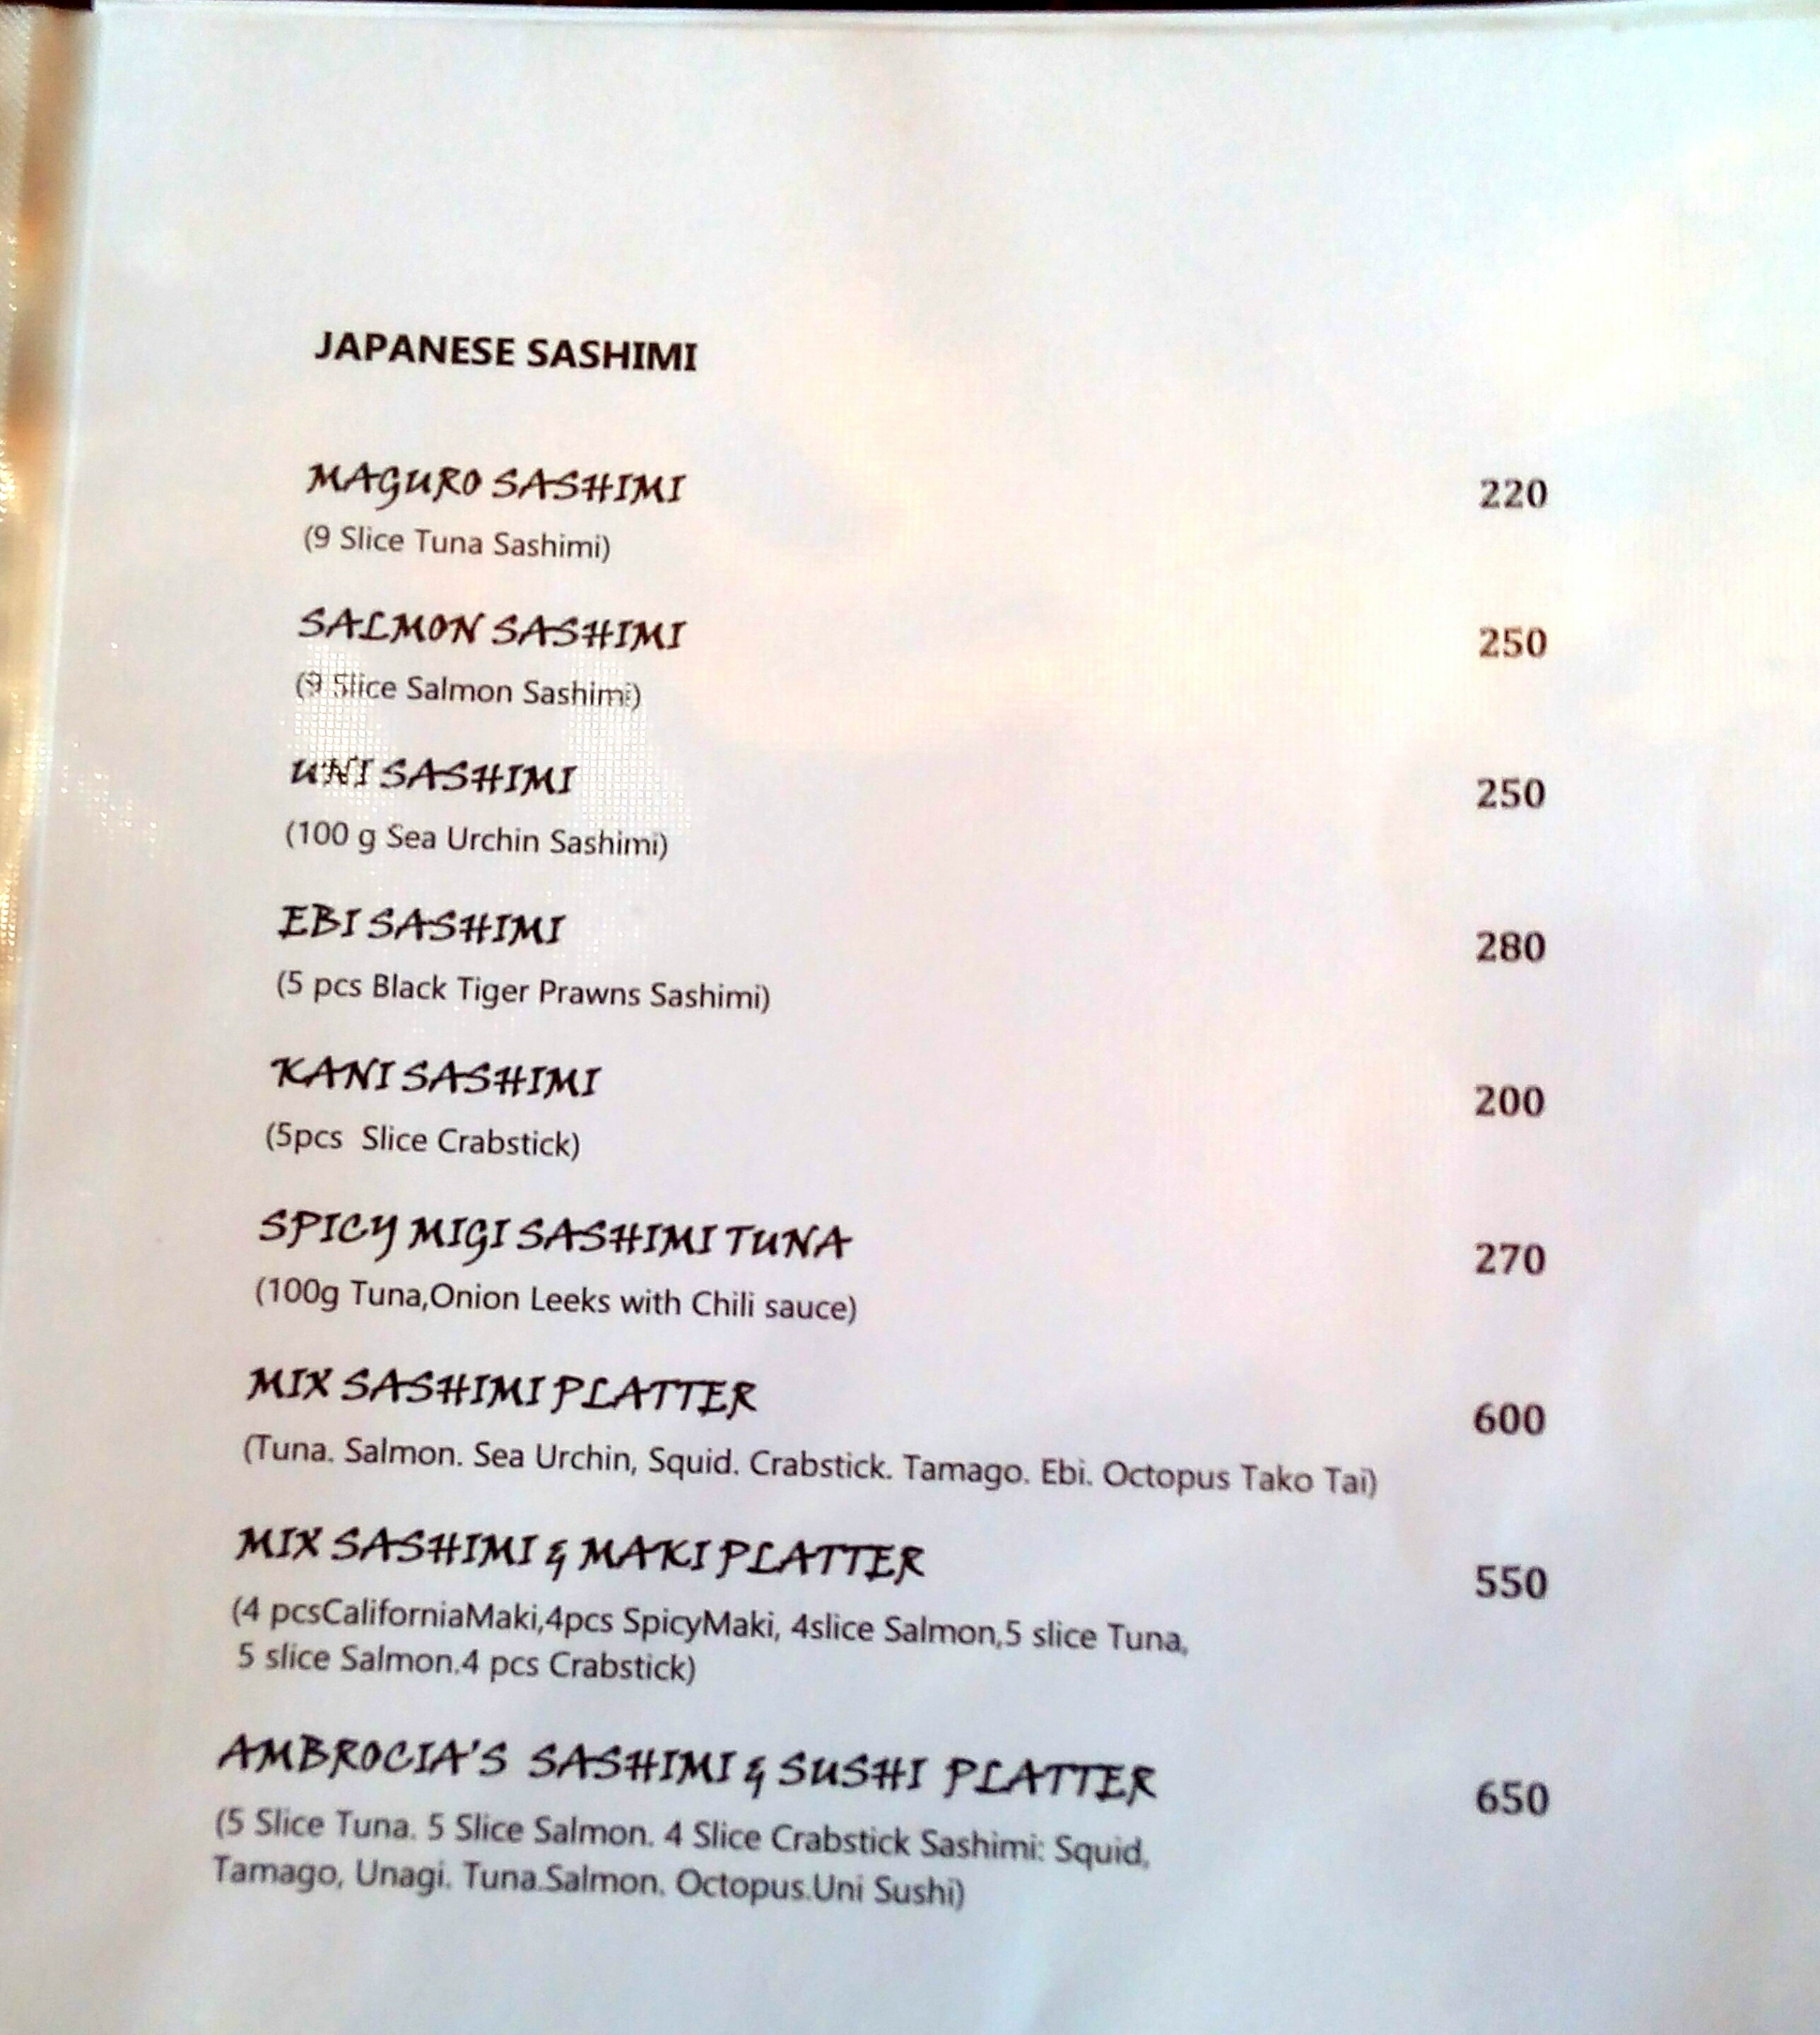 JAPANESE SASHIMI
MAGURO SASHIMI 220
(9 Slice Tuna Sashimi)
SALMON SASHIMI 250
(9 Slice Salmon Sashimi)
UNI SASHIMI 250
(100 g Sea Urchin Sashimi)
EBI SASHIMI 280
(5 pcs Black Tiger Prawns Sashimi)
KANI SASHIMI 200
(5pcs  Slice Crabstick)
SPICY MIGI SASHIMI TUNA 270
(100g Tuna,Onion Leeks with Chili sauce)
MIX SASHIMI PLATTER 600
(Tuna. Salmon. Sea Urchin, Squid. Crabstick. Tamago. Ebi. Octopus Tako Tai)
MIX SASHIMI & MAKI PLATTER 550
(4 pcsCaliforniaMaki,4pcs SpicyMaki, 4slice Salmon,5 slice Tuna,
5 slice Salmon.4 pcs Crabstick)
AMBROCIA'S SASHIMI & SUSHI PLATTER 650
(5 Slice Tuna. 5 Slice Salmon. 4 Slice Crabstick Sashimi: Squid,
Tamago, Unagi. Tuna.Salmon. Octopus.Uni Sushi)